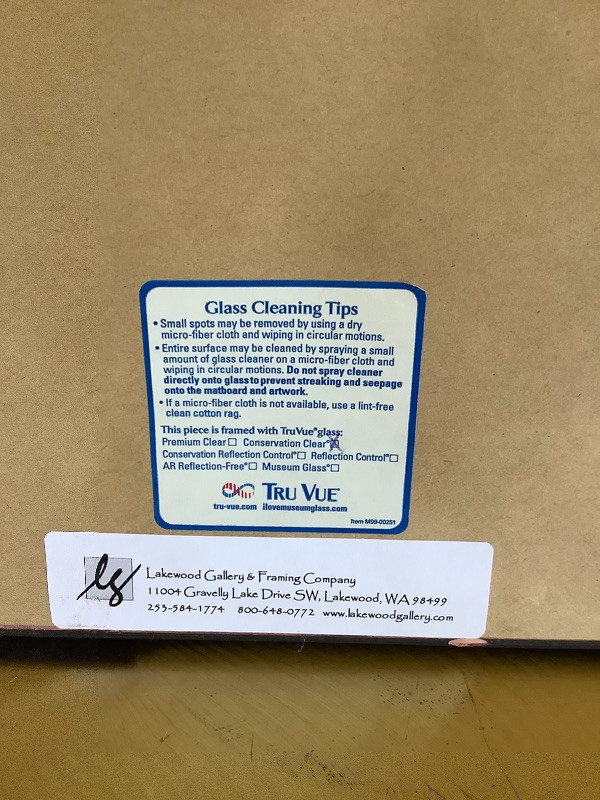 Glass Cleaning Tips
• Small spots may be removed by using a dry
micro-fiber cloth and wiping in circular motions.
• Entire surface may be cleaned by spraying a small
amount of glass cleaner on a micro-fiber cloth and
wiping in circular motions. Do not spray cleaner
directly onto glass to prevent streaking and seepage
onto the matboard and artwork.
• If a micro-fiber cloth is not available, use a lint-free
clean cotton rag.
This piece is framed with TruVue® glass:
Premium Clear ☐ Conservation Clear® ☒
Conservation Reflection Control® ☐ Reflection Control® ☐
AR Reflection-Free® ☐ Museum Glass® ☐
TRU VUE®
tru-vue.com ilovemuseumglass.com
Item M99-00251
lg Lakewood Gallery & Framing Company
11004 Gravelly Lake Drive SW, Lakewood, WA 98499
253-584-1774 800-648-0772 www.lakewoodgallery.com